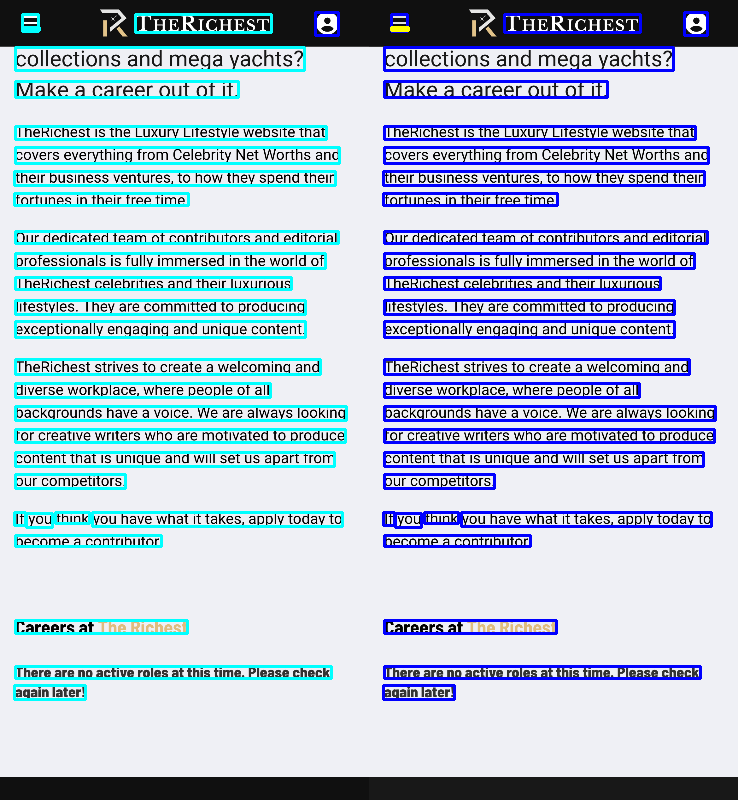 THERICHEST THERICHEST
collections and mega yachts? collections and mega yachts?
Make a career out of it. Make a career out of it.
TheRichest is the Luxury Lifestyle website that TheRichest is the Luxury Lifestyle website that
covers everything from Celebrity Net Worths and covers everything from Celebrity Net Worths and
their business ventures, to how they spend their their business ventures, to how they spend their
fortunes in their free time. fortunes in their free time.
Our dedicated team of contributors and editorial Our dedicated team of contributors and editorial
professionals is fully immersed in the world of professionals is fully immersed in the world of
TheRichest celebrities and their luxurious TheRichest celebrities and their luxurious
lifestyles. They are committed to producing lifestyles. They are committed to producing
exceptionally engaging and unique content. exceptionally engaging and unique content.
TheRichest strives to create a welcoming and TheRichest strives to create a welcoming and
diverse workplace, where people of all diverse workplace, where people of all
backgrounds have a voice. We are always looking backgrounds have a voice. We are always looking
for creative writers who are motivated to produce for creative writers who are motivated to produce
content that is unique and will set us apart from content that is unique and will set us apart from
our competitors. our competitors.
If you think you have what it takes, apply today to If you think you have what it takes, apply today to
become a contributor. become a contributor.
Careers at The Richest Careers at The Richest
There are no active roles at this time. Please check There are no active roles at this time. Please check
again later! again later!